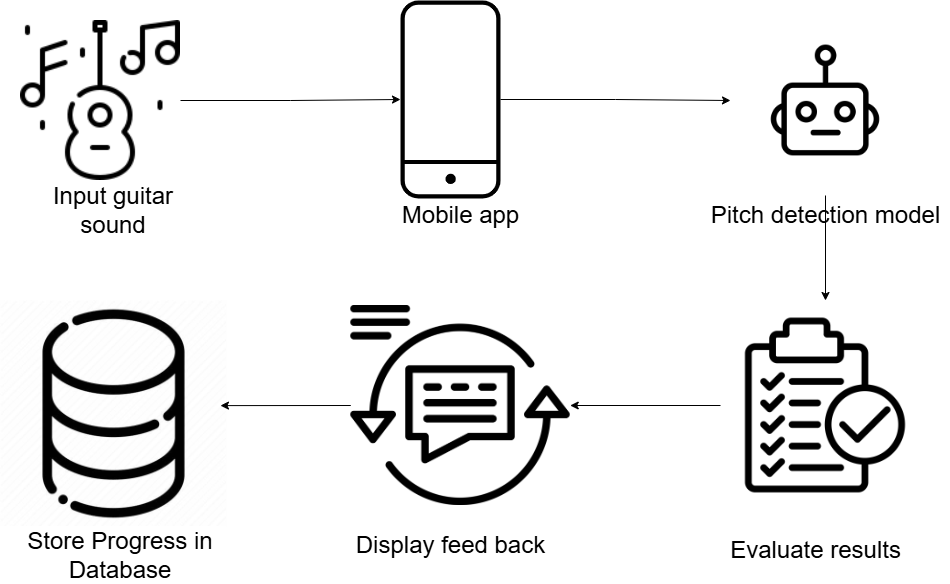 Input guitar
sound
Mobile app
Pitch detection model
Store Progress in
Database
Display feed back
Evaluate results